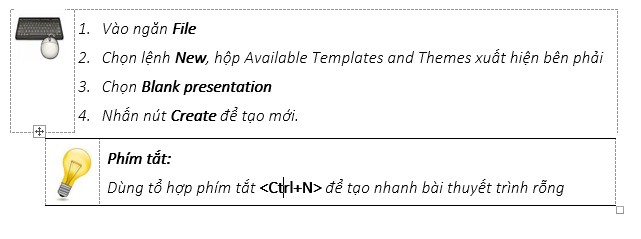 1. Vào ngăn File
2. Chọn lệnh New, hộp Available Templates and Themes xuất hiện bên phải
3. Chọn Blank presentation
4. Nhấn nút Create để tạo mới.
Phím tắt:
Dùng tổ hợp phím tắt <Ctrl+N> để tạo nhanh bài thuyết trình rỗng